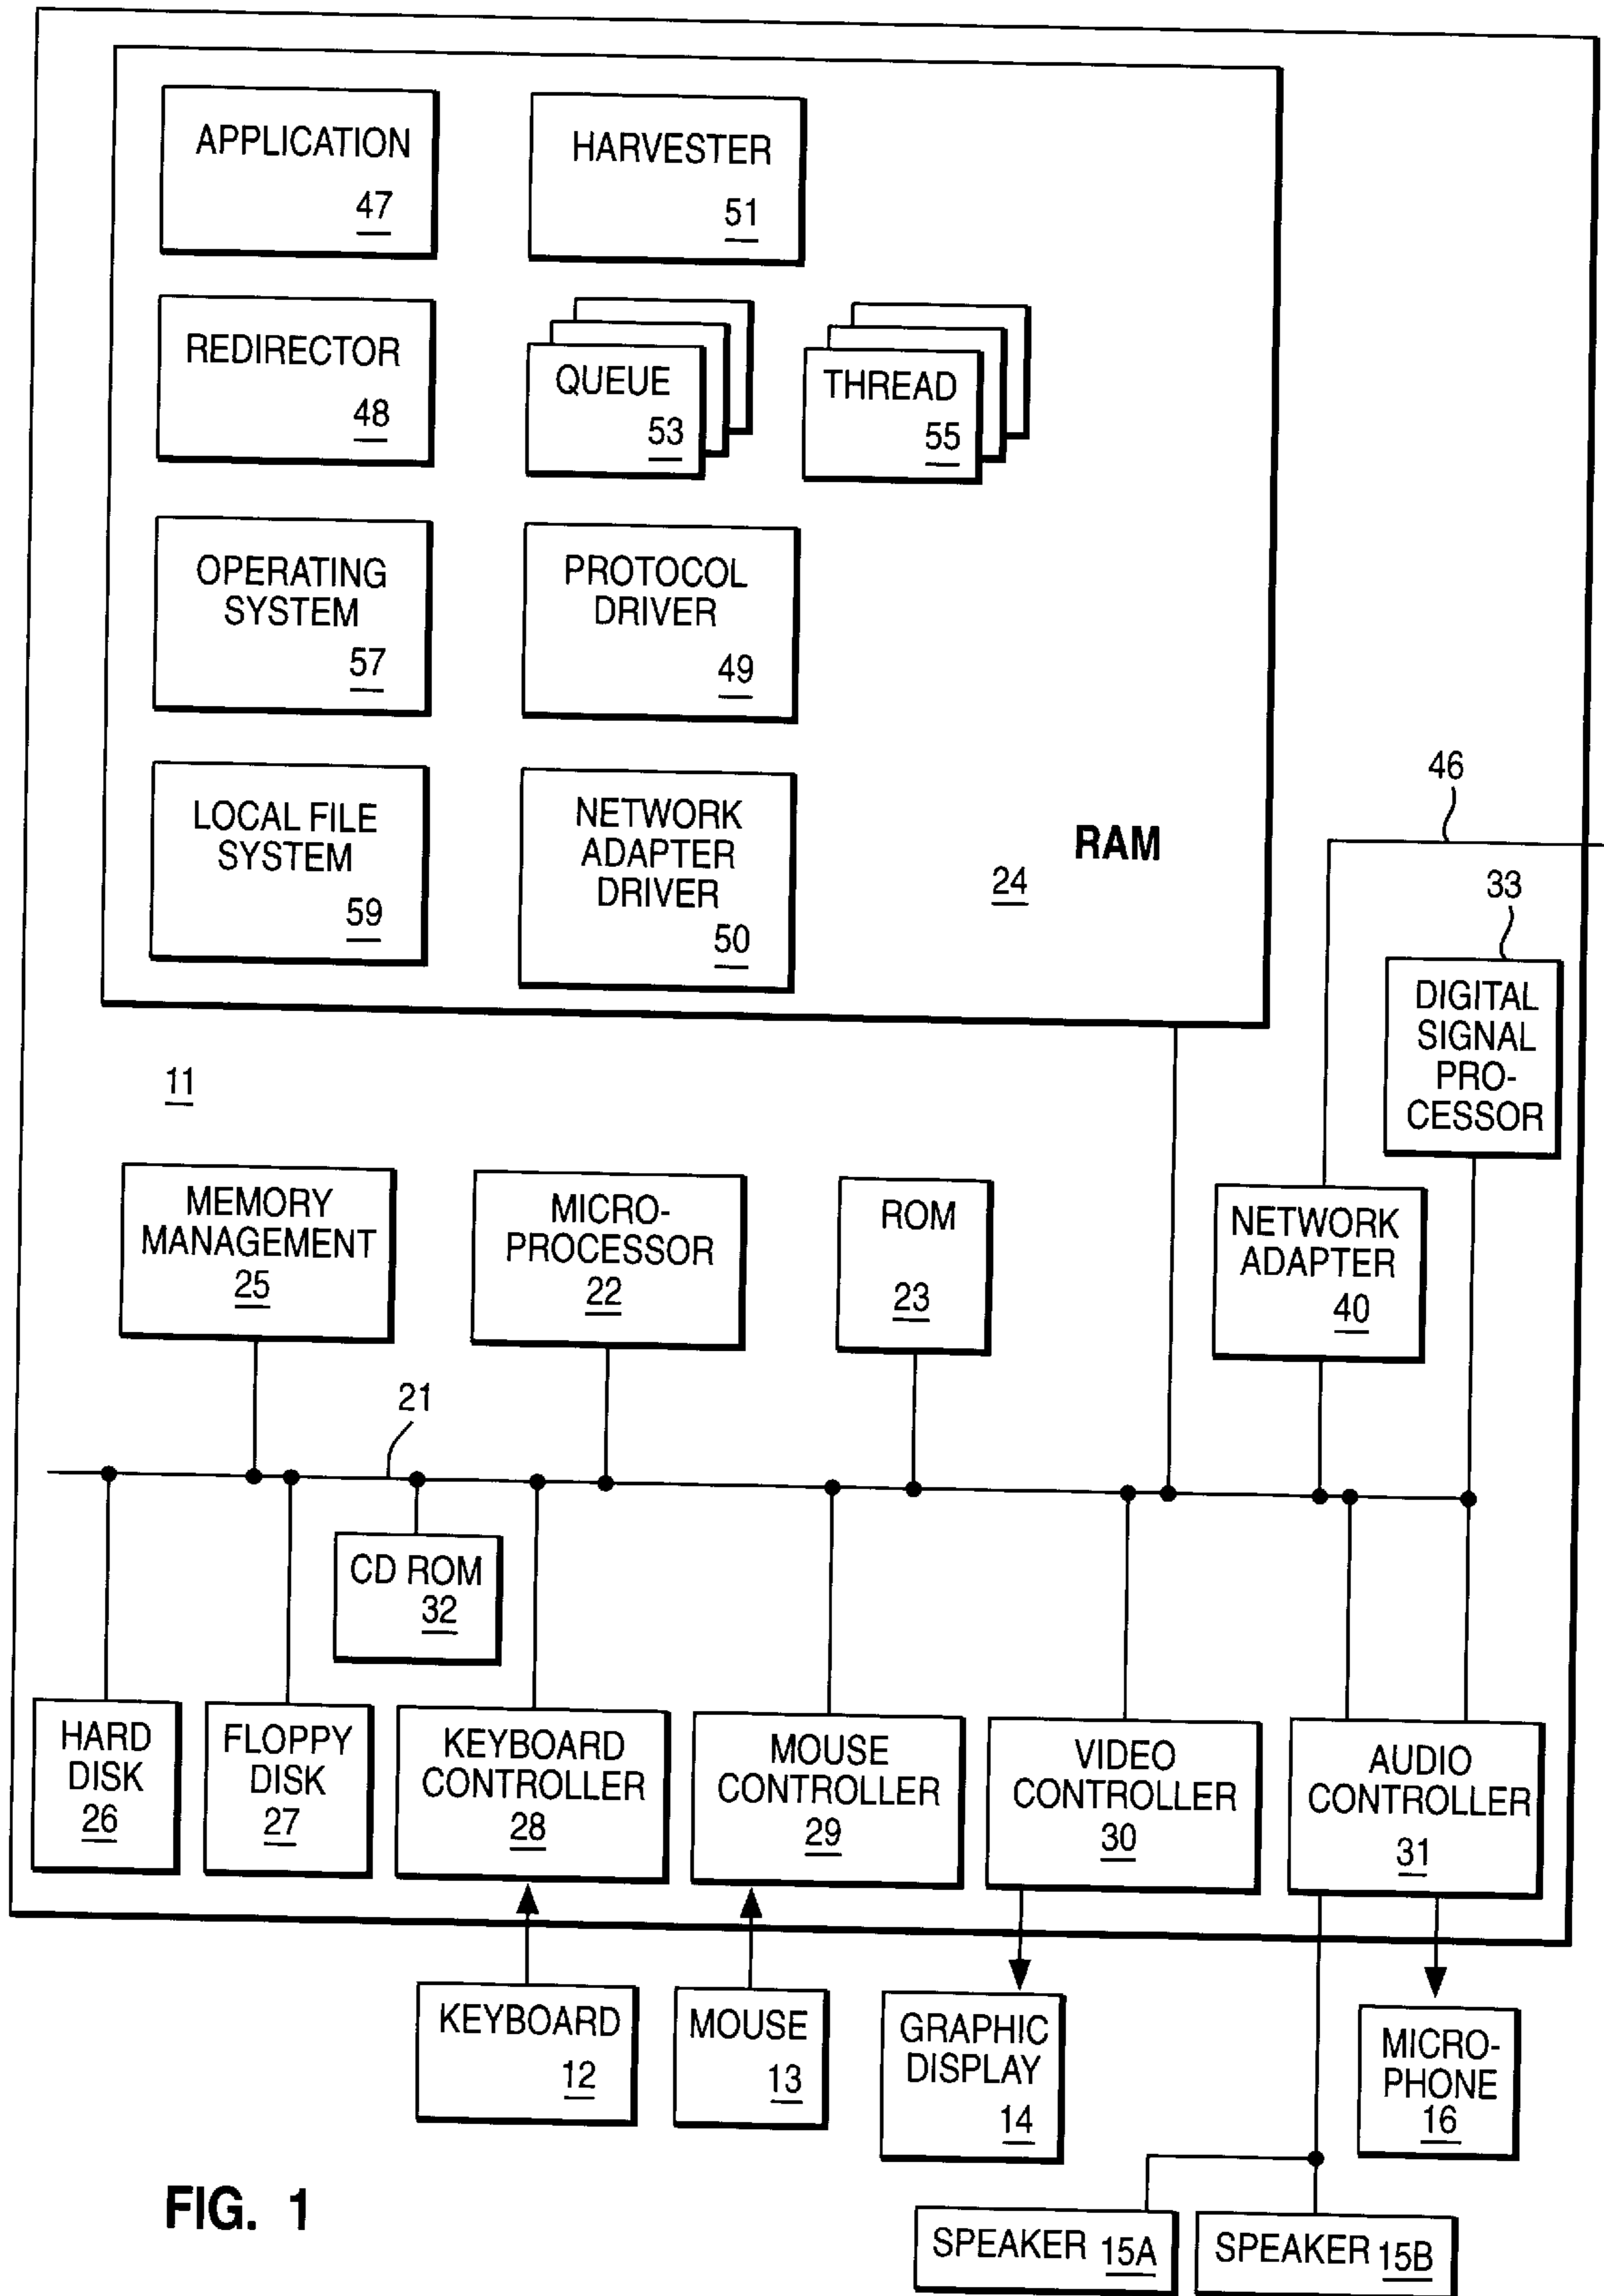 APPLICATION
47
HARVESTER
51
REDIRECTOR
48
QUEUE
53
THREAD
55
OPERATING
SYSTEM
57
PROTOCOL
DRIVER
49
LOCAL FILE
SYSTEM
59
NETWORK
ADAPTER
DRIVER
50
RAM
24
46
33
DIGITAL
SIGNAL
PRO-
CESSOR
11
MEMORY
MANAGEMENT
25
MICRO-
PROCESSOR
22
ROM
23
NETWORK
ADAPTER
40
21
CD ROM
32
HARD
DISK
26
FLOPPY
DISK
27
KEYBOARD
CONTROLLER
28
MOUSE
CONTROLLER
29
VIDEO
CONTROLLER
30
AUDIO
CONTROLLER
31
KEYBOARD
12
MOUSE
13
GRAPHIC
DISPLAY
14
MICRO-
PHONE
16
SPEAKER 15A
SPEAKER 15B
FIG. 1